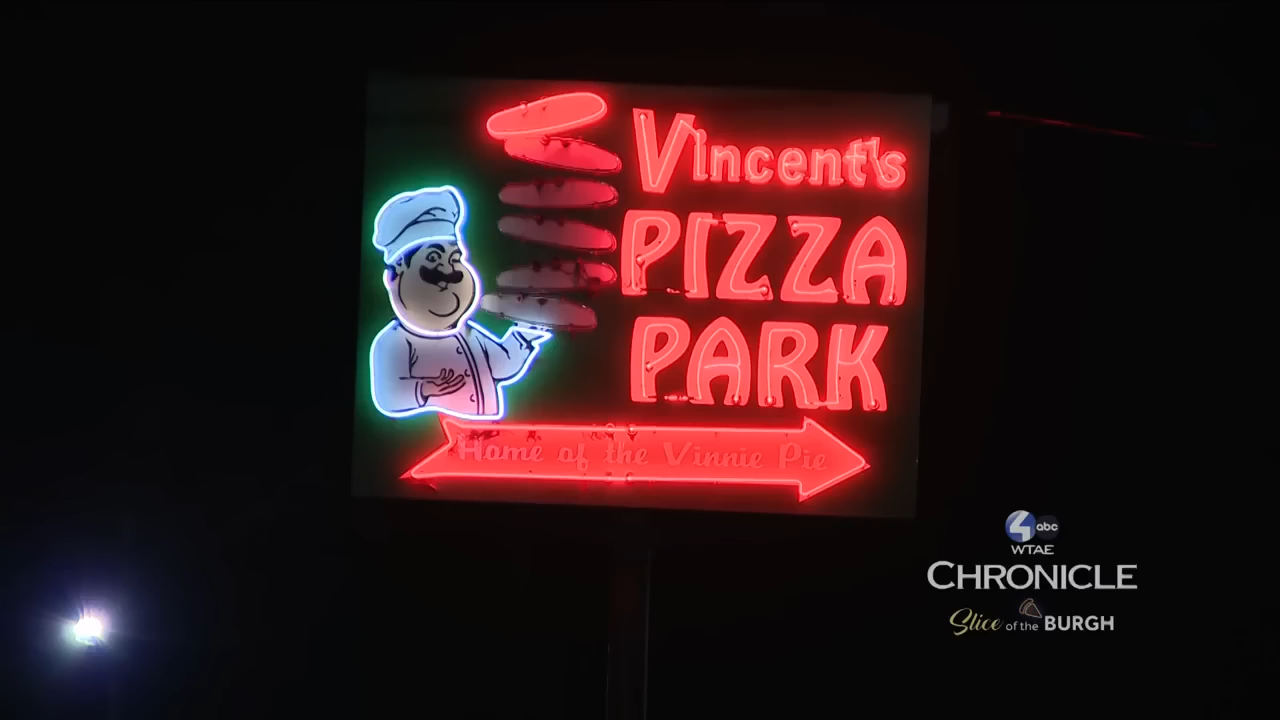 Vincent's
PIZZA
PARK
Home of the Vinnie Pie
4 abc
WTAE
CHRONICLE
Slice of the BURGH